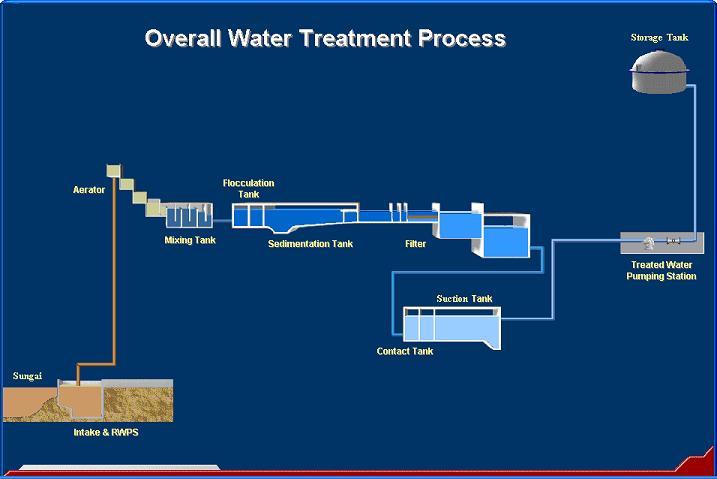 Overall Water Treatment Process
Storage Tank
Aerator
Flocculation
Tank
Mixing Tank
Sedimentation Tank
Filter
Treated Water
Pumping Station
Suction Tank
Contact Tank
Sungai
Intake & RWPS